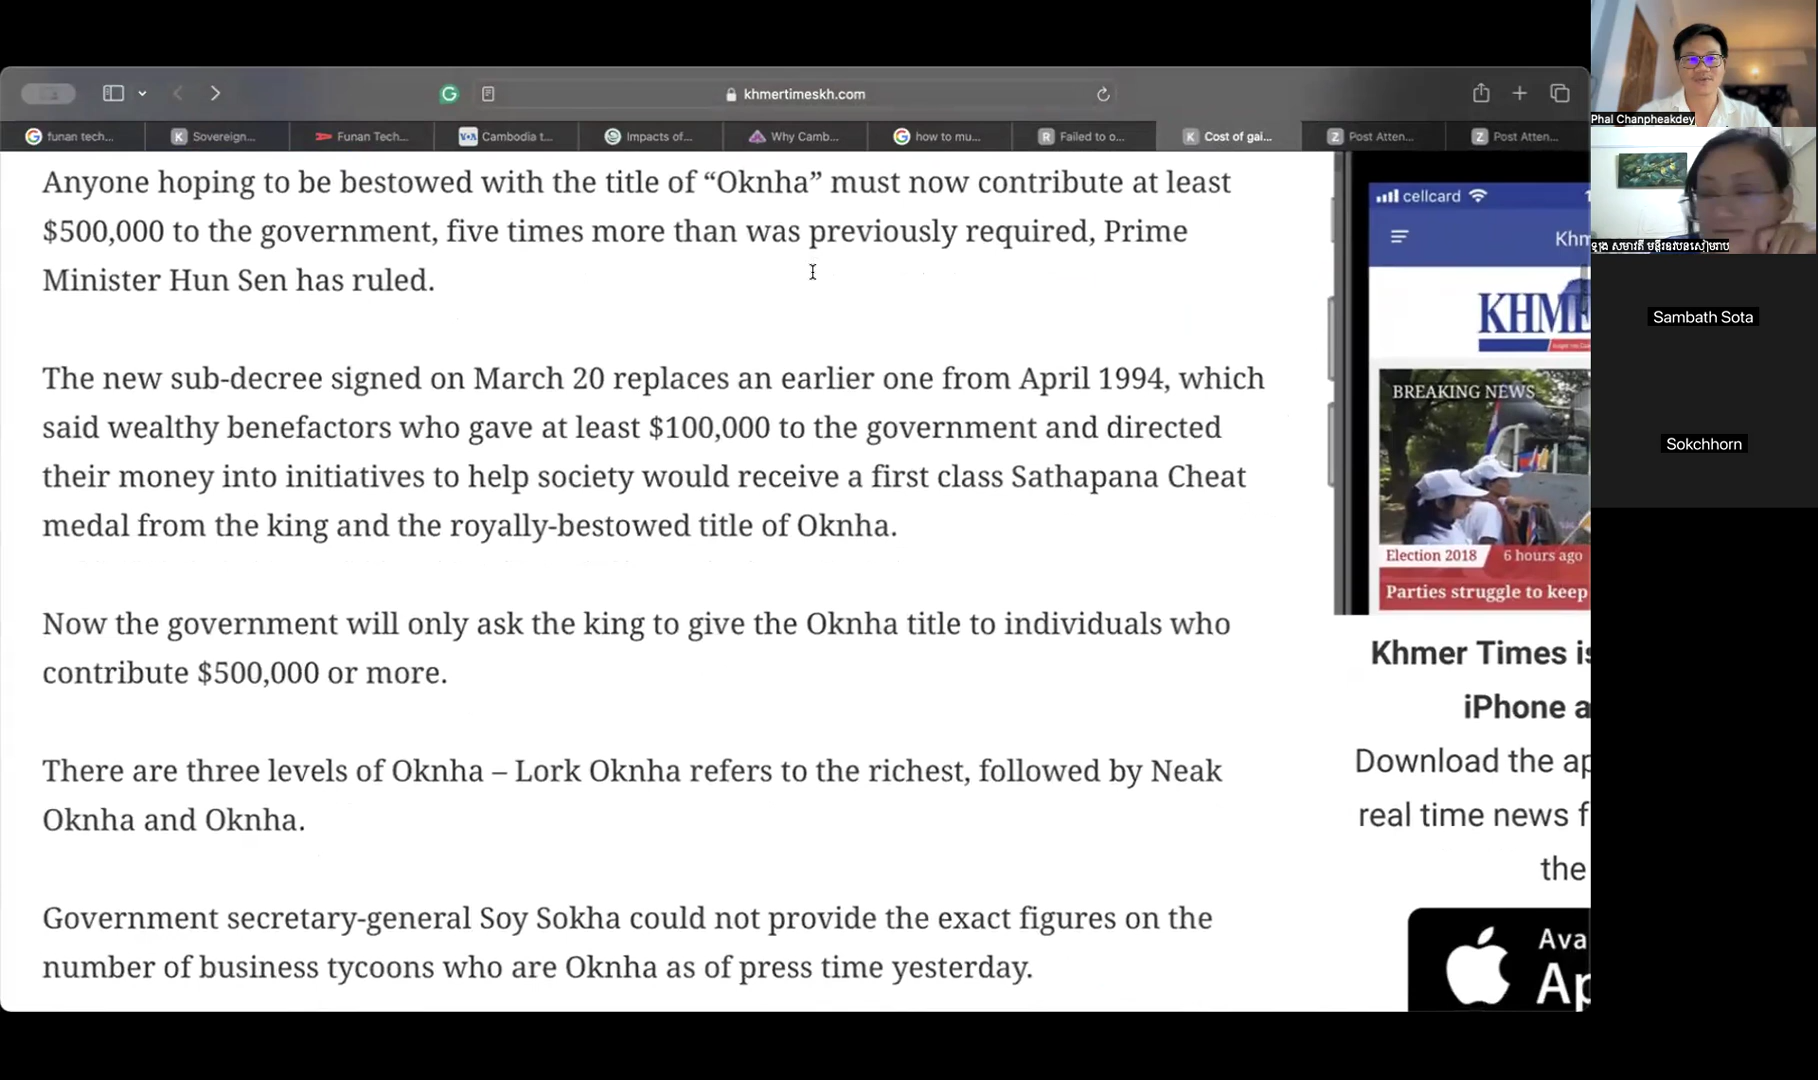 khmertimeskh.com
funan tech...
Sovereign...
Funan Tech...
Cambodia t...
Impacts of...
Why Camb...
how to mu...
Failed to o...
Cost of gai...
Post Atten...
Post Atten...
Anyone hoping to be bestowed with the title of “Oknha” must now contribute at least
$500,000 to the government, five times more than was previously required, Prime
Minister Hun Sen has ruled.
The new sub-decree signed on March 20 replaces an earlier one from April 1994, which
said wealthy benefactors who gave at least $100,000 to the government and directed
their money into initiatives to help society would receive a first class Sathapana Cheat
medal from the king and the royally-bestowed title of Oknha.
Now the government will only ask the king to give the Oknha title to individuals who
contribute $500,000 or more.
There are three levels of Oknha – Lork Oknha refers to the richest, followed by Neak
Oknha and Oknha.
Government secretary-general Soy Sokha could not provide the exact figures on the
number of business tycoons who are Oknha as of press time yesterday.
cellcard
Khm
KHME
BREAKING NEWS
Election 2018 6 hours ago
Parties struggle to keep
Khmer Times is
iPhone a
Download the ap
real time news f
the
Ava
Ap
Phal Chanpheakdey
Sambath Sota
Sokchhorn